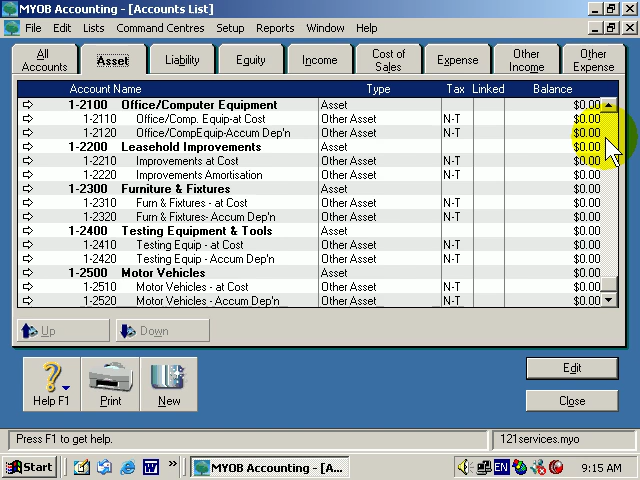 MYOB Accounting - [Accounts List]
File Edit Lists Command Centres Setup Reports Window Help
All Accounts Asset Liability Equity Income Cost of Sales Expense Other Income Other Expense
Account Name Type Tax Linked Balance
1-2100 Office/Computer Equipment Asset $0.00
1-2110 Office/Comp. Equip-at Cost Other Asset N-T $0.00
1-2120 Office/CompEquip-Accum Dep'n Other Asset N-T $0.00
1-2200 Leasehold Improvements Asset $0.00
1-2210 Improvements at Cost Other Asset N-T $0.00
1-2220 Improvements Amortisation Other Asset N-T $0.00
1-2300 Furniture & Fixtures Asset $0.00
1-2310 Furn & Fixtures - at Cost Other Asset N-T $0.00
1-2320 Furn & Fixtures- Accum Dep'n Other Asset N-T $0.00
1-2400 Testing Equipment & Tools Asset $0.00
1-2410 Testing Equip - at Cost Other Asset N-T $0.00
1-2420 Testing Equip - Accum Dep'n Other Asset N-T $0.00
1-2500 Motor Vehicles Asset $0.00
1-2510 Motor Vehicles - at Cost Other Asset N-T $0.00
1-2520 Motor Vehicles - Accum Dep'n Other Asset N-T $0.00
Up Down
Edit
Help F1 Print New
Close
Press F1 to get help. 121services.myo
Start W » MYOB Accounting - [A... EN 9:15 AM